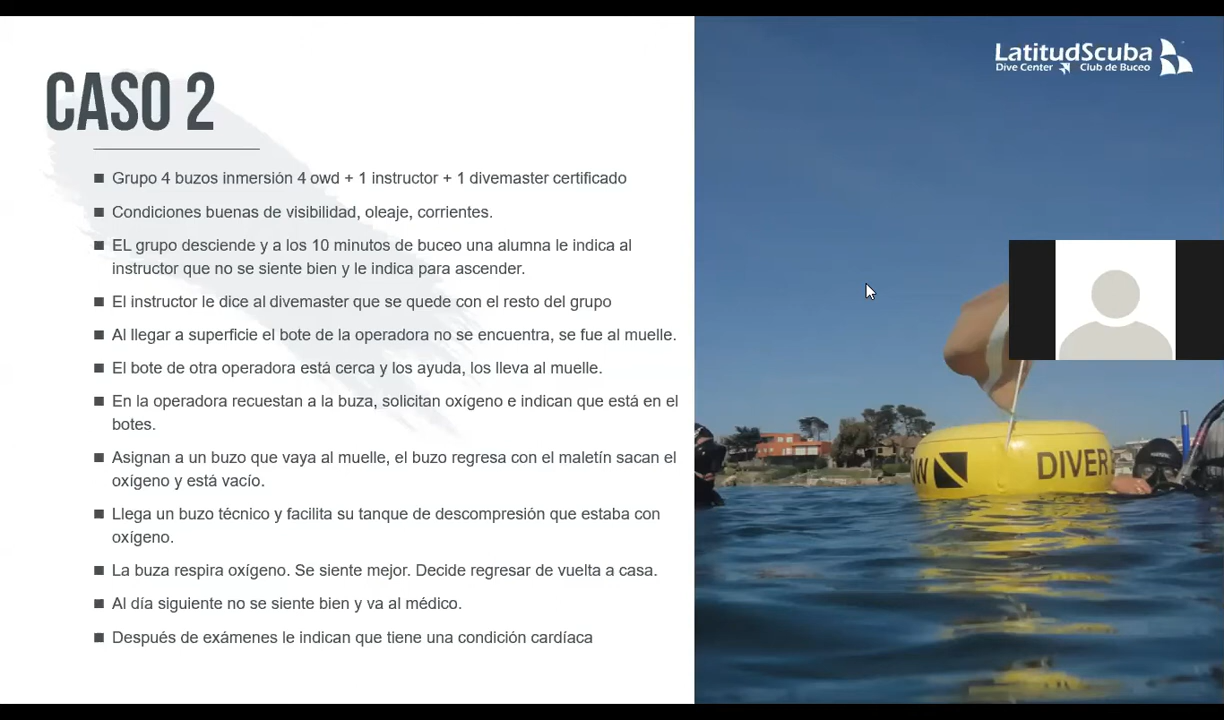 LatitudScuba
Dive Center Club de Buceo
CASO 2
■ Grupo 4 buzos inmersión 4 owd + 1 instructor + 1 divemaster certificado
■ Condiciones buenas de visibilidad, oleaje, corrientes.
■ EL grupo desciende y a los 10 minutos de buceo una alumna le indica al
instructor que no se siente bien y le indica para ascender.
■ El instructor le dice al divemaster que se quede con el resto del grupo
■ Al llegar a superficie el bote de la operadora no se encuentra, se fue al muelle.
■ El bote de otra operadora está cerca y los ayuda, los lleva al muelle.
■ En la operadora recuestan a la buza, solicitan oxígeno e indican que está en el
botes.
■ Asignan a un buzo que vaya al muelle, el buzo regresa con el maletín sacan el
oxígeno y está vacío.
■ Llega un buzo técnico y facilita su tanque de descompresión que estaba con
oxígeno.
■ La buza respira oxígeno. Se siente mejor. Decide regresar de vuelta a casa.
■ Al día siguiente no se siente bien y va al médico.
■ Después de exámenes le indican que tiene una condición cardíaca
DIVER